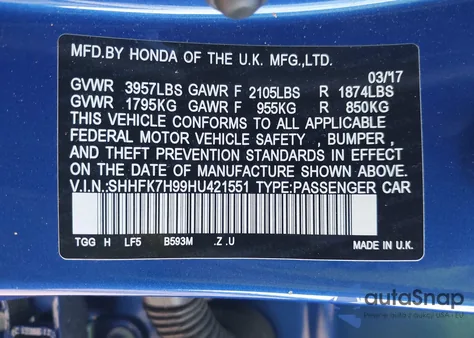 MFD.BY HONDA OF THE U.K. MFG.,LTD.
03/17
GVWR 3957LBS GAWR F 2105LBS R 1874LBS
GVWR 1795KG GAWR F 955KG R 850KG
THIS VEHICLE CONFORMS TO ALL APPLICABLE
FEDERAL MOTOR VEHICLE SAFETY , BUMPER ,
AND THEFT PREVENTION STANDARDS IN EFFECT
ON THE DATE OF MANUFACTURE SHOWN ABOVE.
V.I.N.:SHHFK7H99HU421551 TYPE:PASSENGER CAR
TGG H LF5 B593M .Z .U MADE IN U.K.
autoSnap